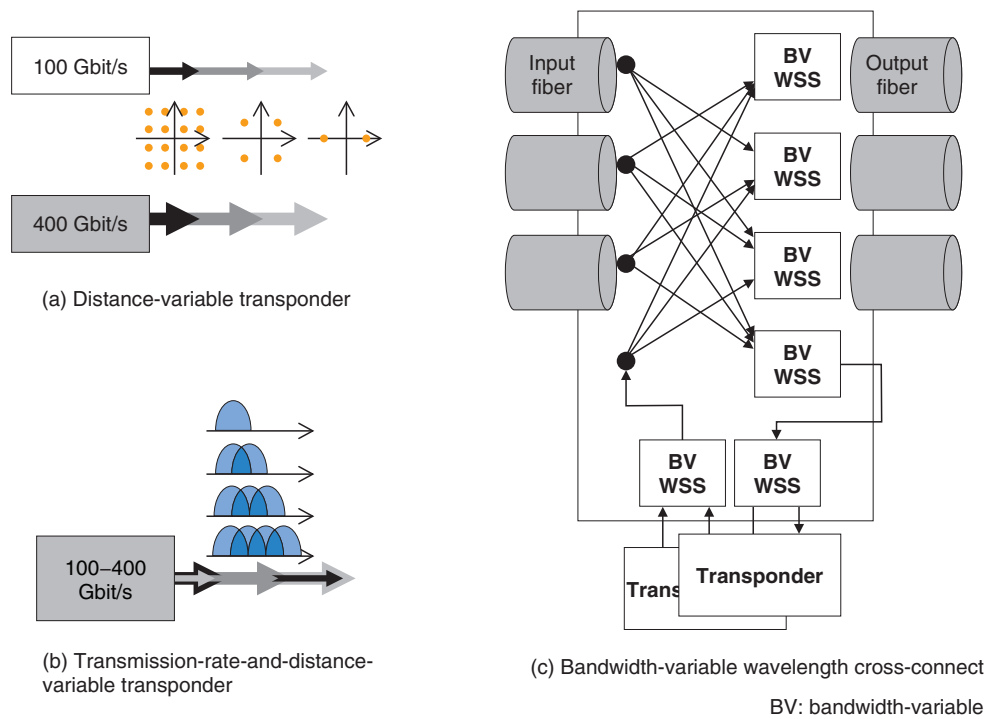 100 Gbit/s
400 Gbit/s
(a) Distance-variable transponder
100–400
Gbit/s
(b) Transmission-rate-and-distance-
variable transponder
Input
fiber
BV
WSS
Output
fiber
BV
WSS
BV
WSS
BV
WSS
BV
WSS
BV
WSS
Trans
Transponder
(c) Bandwidth-variable wavelength cross-connect
BV: bandwidth-variable